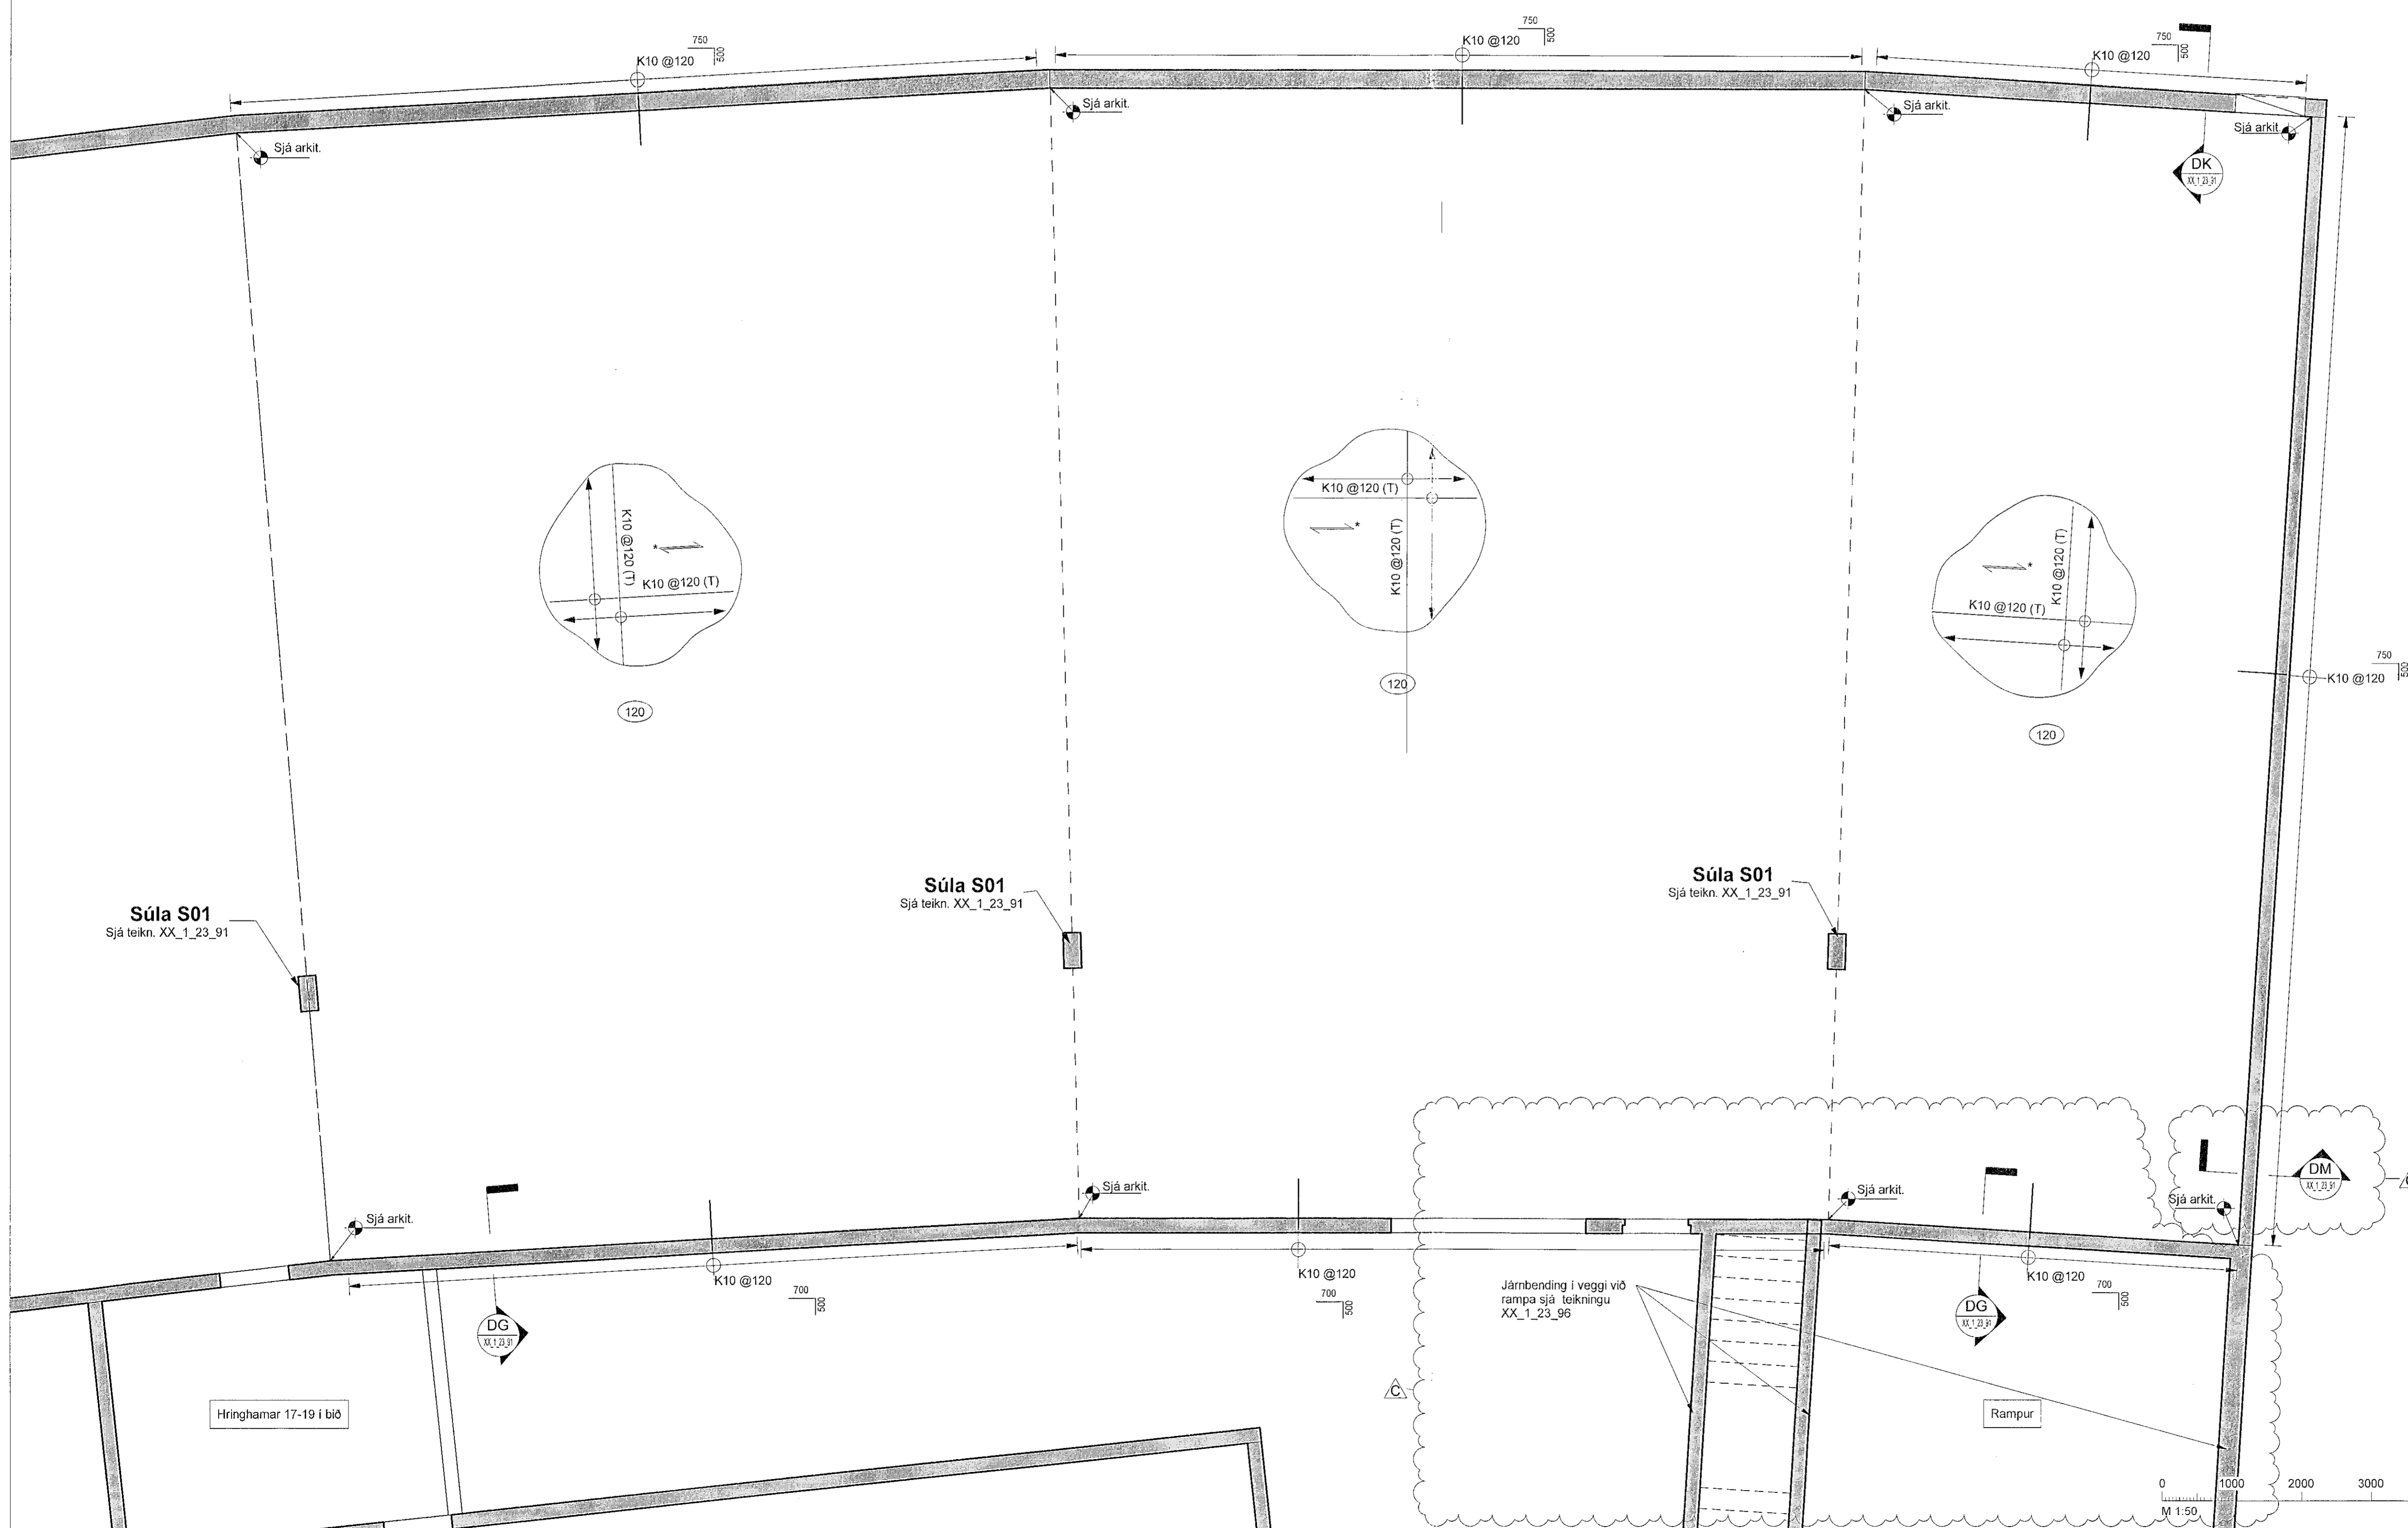 750
500
K10 @120
750
500
K10 @120
750
500
K10 @120
Sjá arkit.
Sjá arkit.
Sjá arkit.
Sjá arkit.
DK
XX_1_23_91
K10 @120 (T)
*
K10 @120 (T)
120
K10 @120 (T)
*
K10 @120 (T)
120
K10 @120 (T)
*
K10 @120 (T)
120
750
500
K10 @120
Súla S01
Sjá teikn. XX_1_23_91
Súla S01
Sjá teikn. XX_1_23_91
Súla S01
Sjá teikn. XX_1_23_91
Sjá arkit.
Sjá arkit.
Sjá arkit.
Sjá arkit.
DM
XX_1_23_91
K10 @120
700
500
K10 @120
700
500
K10 @120
700
500
DG
XX_1_23_91
DG
XX_1_23_91
Járnbending í veggi við
rampa sjá teikningu
XX_1_23_96
C
Hringhamar 17-19 í bið
Rampur
0 1000 2000 3000
M 1:50